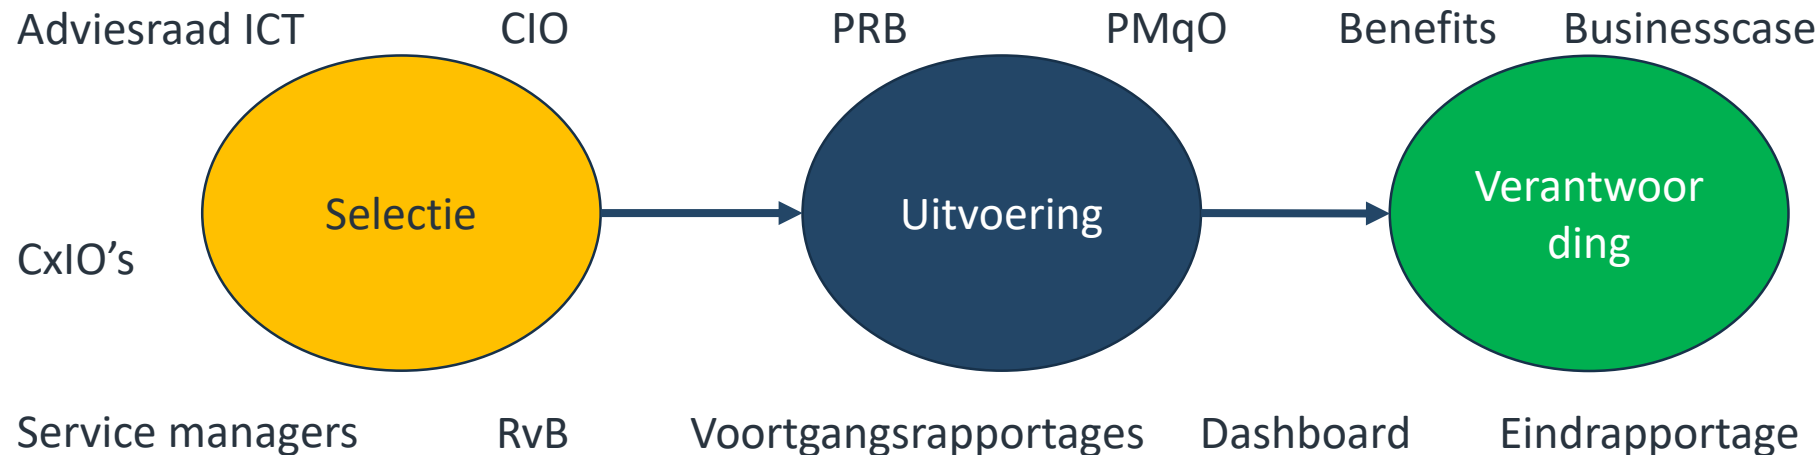 Adviesraad ICT
CIO
PRB
PMqO
Benefits
Businesscase
Selectie
Uitvoering
Verantwoor
ding
CxIO’s
Service managers
RvB
Voortgangsrapportages
Dashboard
Eindrapportage